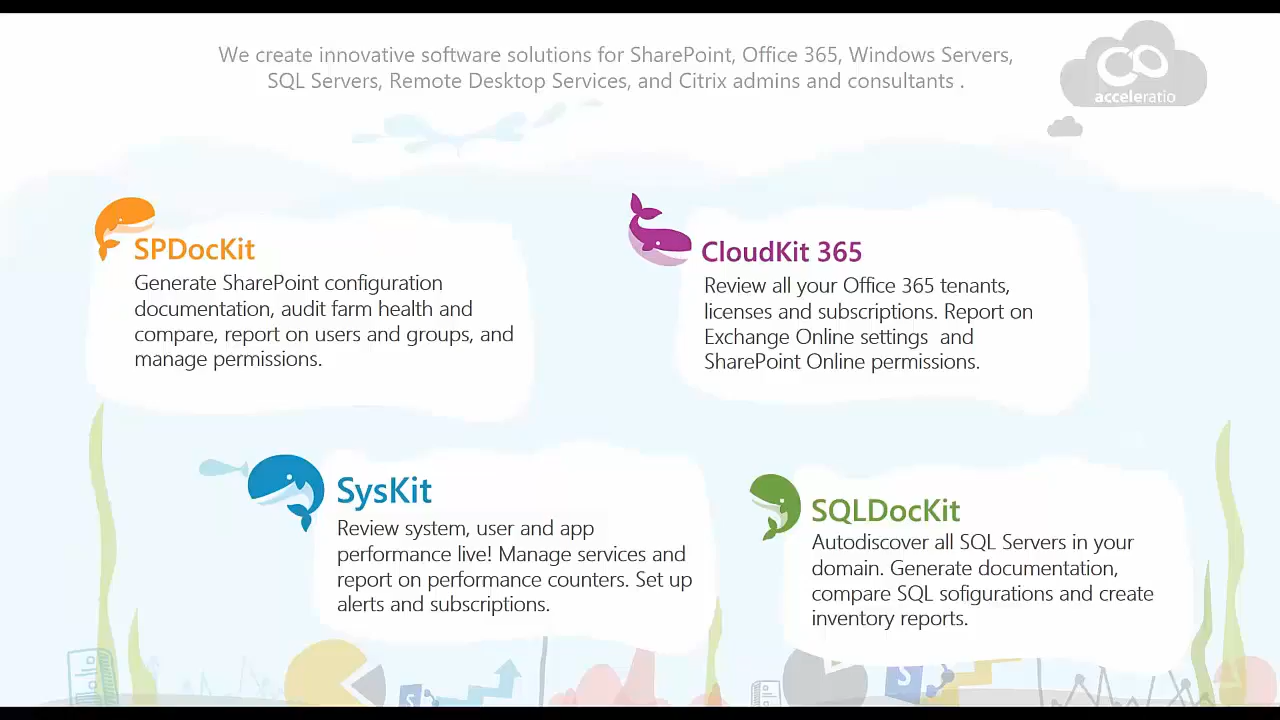 We create innovative software solutions for SharePoint, Office 365, Windows Servers,
SQL Servers, Remote Desktop Services, and Citrix admins and consultants .
acceleratio
SPDocKit
Generate SharePoint configuration
documentation, audit farm health and
compare, report on users and groups, and
manage permissions.
CloudKit 365
Review all your Office 365 tenants,
licenses and subscriptions. Report on
Exchange Online settings  and
SharePoint Online permissions.
SysKit
Review system, user and app
performance live! Manage services and
report on performance counters. Set up
alerts and subscriptions.
SQLDocKit
Autodiscover all SQL Servers in your
domain. Generate documentation,
compare SQL sofigurations and create
inventory reports.